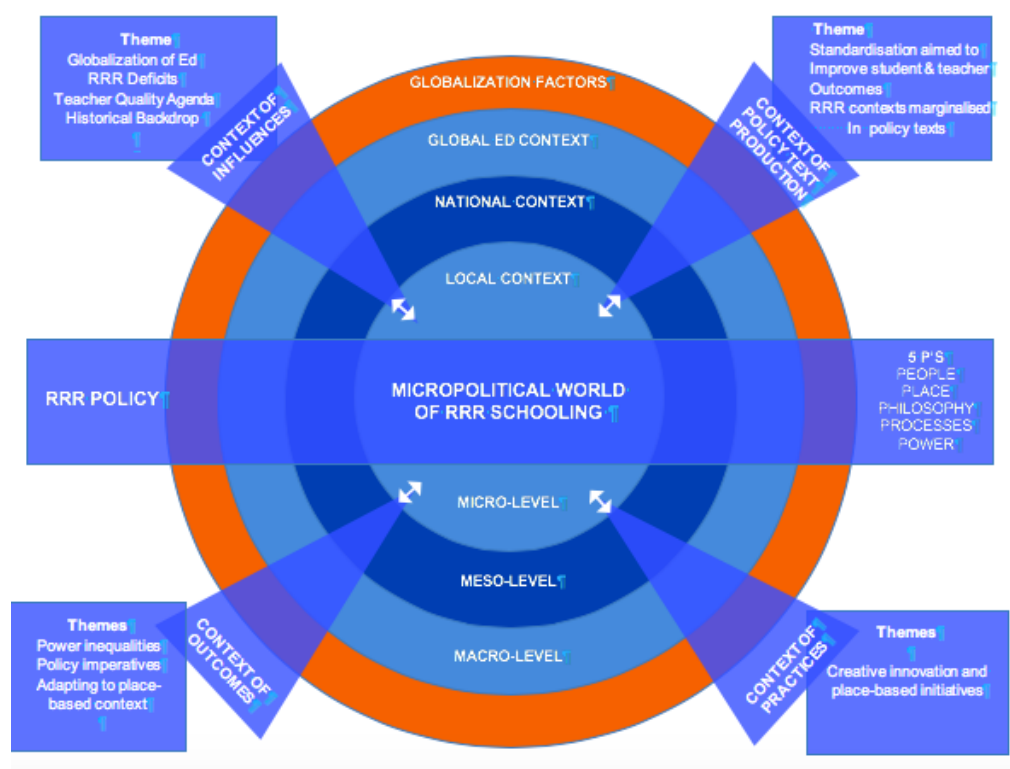 Theme¶
Globalization of Ed¶
RRR Deficits¶
Teacher Quality Agenda¶
Historical Backdrop ¶
¶
CONTEXT OF¶
INFLUENCES¶
GLOBALIZATION FACTORS¶
GLOBAL ED CONTEXT¶
NATIONAL·CONTEXT¶
LOCAL CONTEXT¶
Theme¶
Standardisation aimed to¶
Improve student & teacher¶
Outcomes¶
RRR contexts marginalised¶
In policy texts¶
CONTEXT OF¶
POLICY TEXT¶
PRODUCTION¶
RRR POLICY¶
MICROPOLITICAL·WORLD·
OF·RRR·SCHOOLING·¶
5 P'S¶
PEOPLE¶
PLACE¶
PHILOSOPHY¶
PROCESSES¶
POWER¶
MICRO-LEVEL¶
MESO-LEVEL¶
MACRO-LEVEL¶
Themes¶
Power inequalities¶
Policy imperatives¶
Adapting to place-
based context¶
¶
CONTEXT OF¶
OUTCOMES¶
CONTEXT OF¶
PRACTICES¶
Themes¶
¶
Creative innovation and
place-based initiatives¶